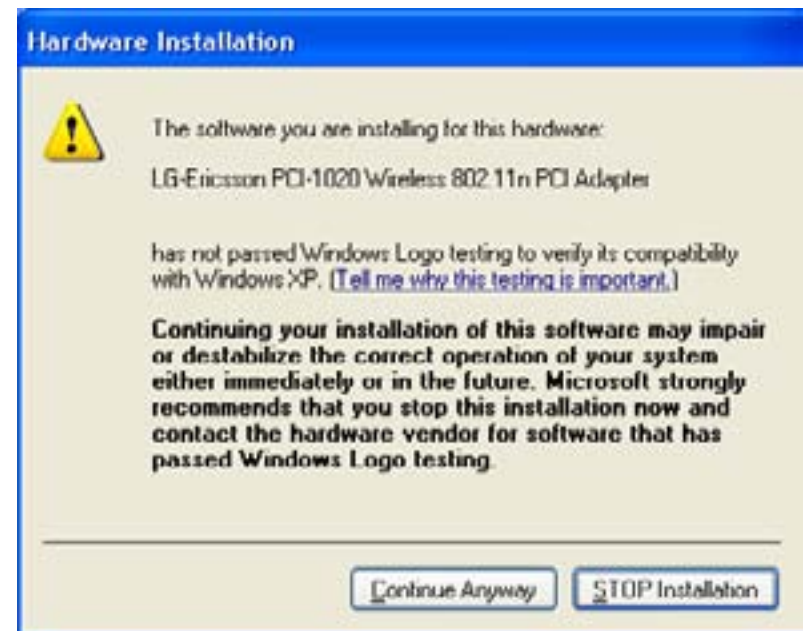 Hardware Installation
The software you are installing for this hardware:
LG-Ericsson PCI-1020 Wireless 802.11n PCI Adapter
has not passed Windows Logo testing to verify its compatibility
with Windows XP. (Tell me why this testing is important.)
Continuing your installation of this software may impair
or destabilize the correct operation of your system
either immediately or in the future. Microsoft strongly
recommends that you stop this installation now and
contact the hardware vendor for software that has
passed Windows Logo testing.
Continue Anyway
STOP Installation